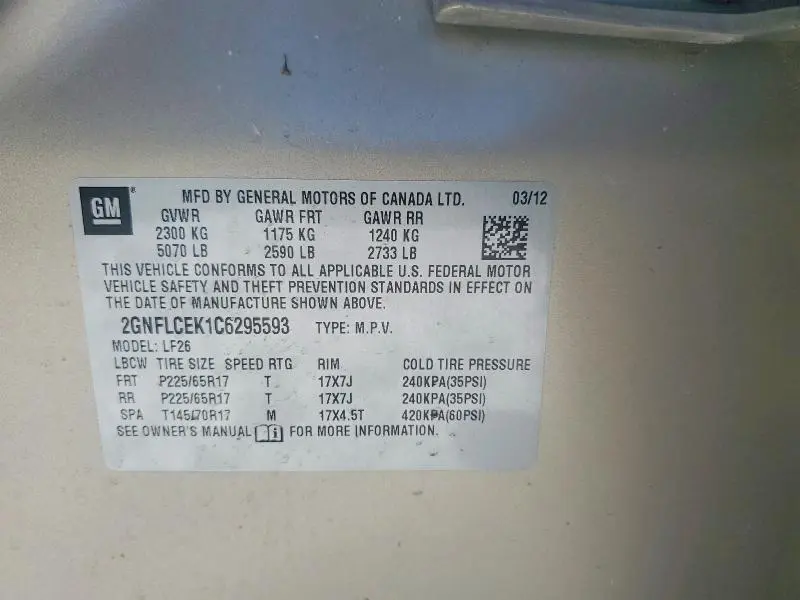 GM ® MFD BY GENERAL MOTORS OF CANADA LTD. 03/12
GVWR GAWR FRT GAWR RR
2300 KG 1175 KG 1240 KG
5070 LB 2590 LB 2733 LB
THIS VEHICLE CONFORMS TO ALL APPLICABLE U.S. FEDERAL MOTOR
VEHICLE SAFETY AND THEFT PREVENTION STANDARDS IN EFFECT ON
THE DATE OF MANUFACTURE SHOWN ABOVE.
2GNFLCEK1C6295593 TYPE: M.P.V.
MODEL: LF26
LBCW TIRE SIZE SPEED RTG RIM COLD TIRE PRESSURE
FRT P225/65R17 T 17X7J 240KPA(35PSI)
RR P225/65R17 T 17X7J 240KPA(35PSI)
SPA T145/70R17 M 17X4.5T 420KPA(60PSI)
SEE OWNER'S MANUAL i FOR MORE INFORMATION.